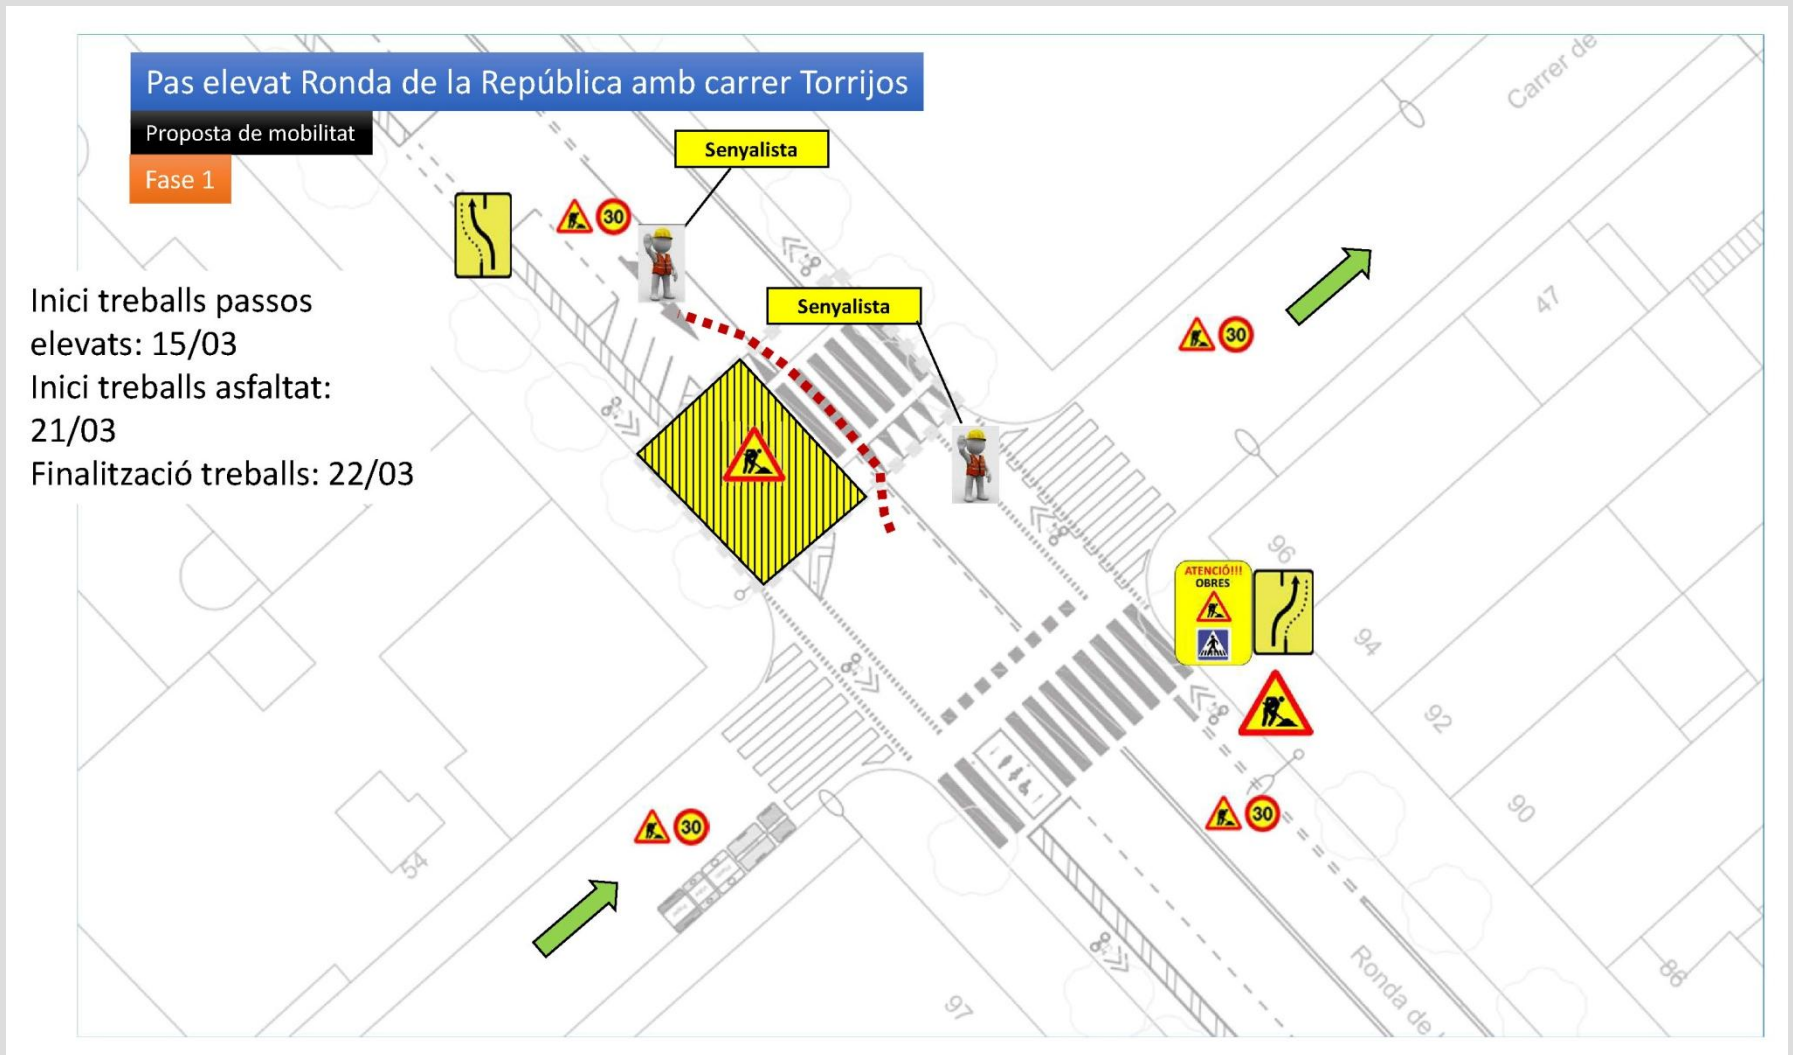 Pas elevat Ronda de la República amb carrer Torrijos
Proposta de mobilitat
Fase 1
Senyalista
30
Senyalista
Inici treballs passos
elevats: 15/03
Inici treballs asfaltat:
21/03
Finalització treballs: 22/03
Carrer de
47
30
96
ATENCIÓ!!!
OBRES
94
92
30
90
30
54
86
Ronda de
97